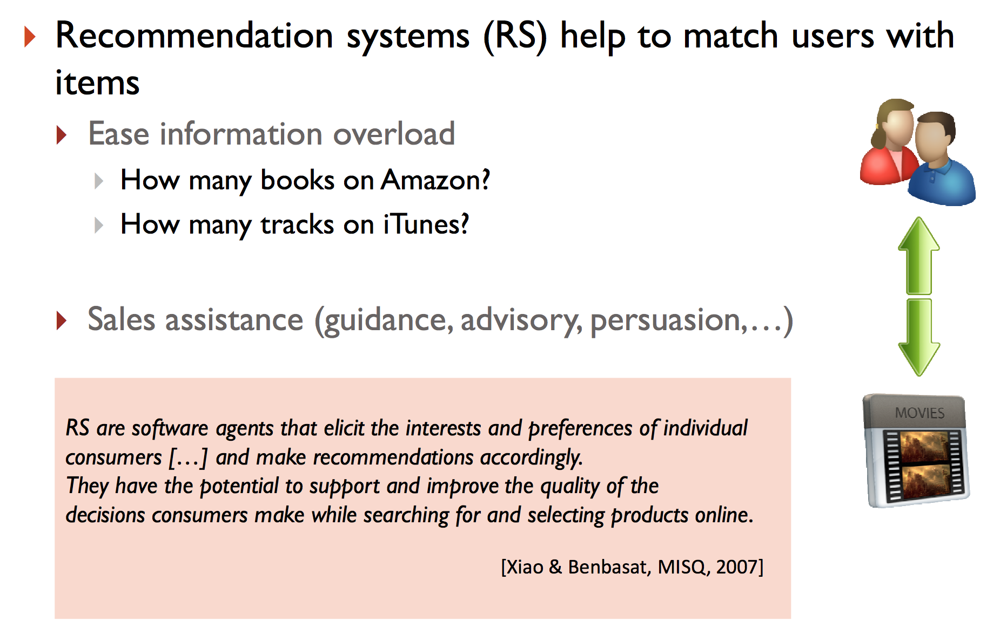 Recommendation systems (RS) help to match users with
items
Ease information overload
How many books on Amazon?
How many tracks on iTunes?
Sales assistance (guidance, advisory, persuasion,…)
RS are software agents that elicit the interests and preferences of individual
consumers […] and make recommendations accordingly.
They have the potential to support and improve the quality of the
decisions consumers make while searching for and selecting products online.
[Xiao & Benbasat, MISQ, 2007]
MOVIES